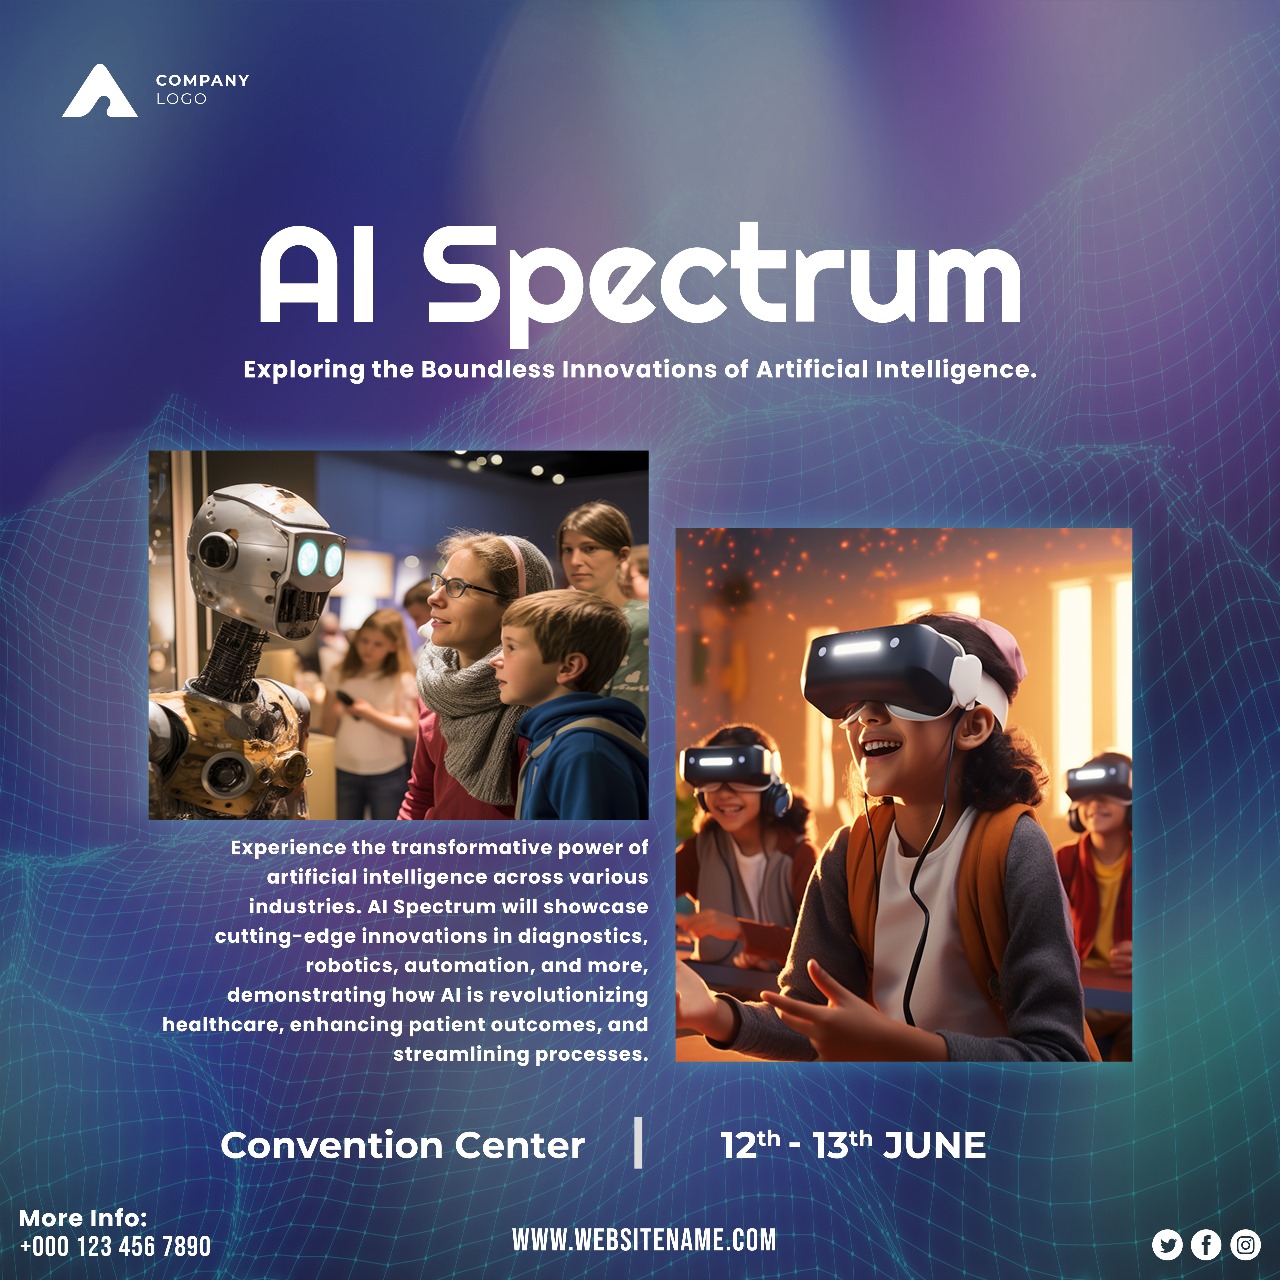 COMPANY
LOGO
AI Spectrum
Exploring the Boundless Innovations of Artificial Intelligence.
Experience the transformative power of
artificial intelligence across various
industries. AI Spectrum will showcase
cutting-edge innovations in diagnostics,
robotics, automation, and more,
demonstrating how AI is revolutionizing
healthcare, enhancing patient outcomes, and
streamlining processes.
Convention Center | 12th - 13th JUNE
More Info:
+000 123 456 7890
WWW.WEBSITENAME.COM